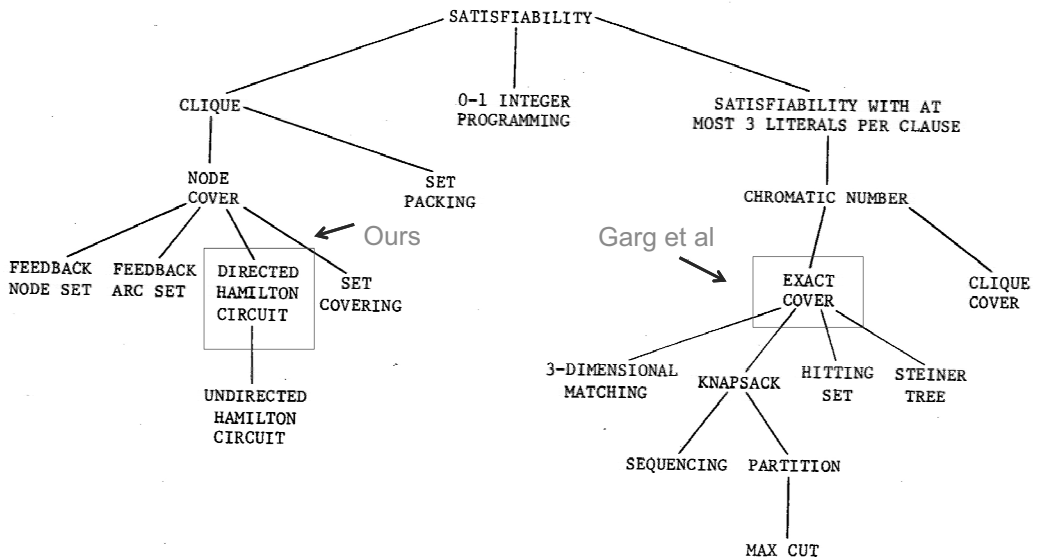 SATISFIABILITY
CLIQUE
0-1 INTEGER
PROGRAMMING
SATISFIABILITY WITH AT
MOST 3 LITERALS PER CLAUSE
NODE
COVER
SET
PACKING
CHROMATIC NUMBER
Ours
Garg et al
FEEDBACK
NODE SET
FEEDBACK
ARC SET
DIRECTED
HAMILTON
CIRCUIT
SET
COVERING
EXACT
COVER
CLIQUE
COVER
3-DIMENSIONAL
MATCHING
KNAPSACK
HITTING
SET
STEINER
TREE
UNDIRECTED
HAMILTON
CIRCUIT
SEQUENCING
PARTITION
MAX CUT